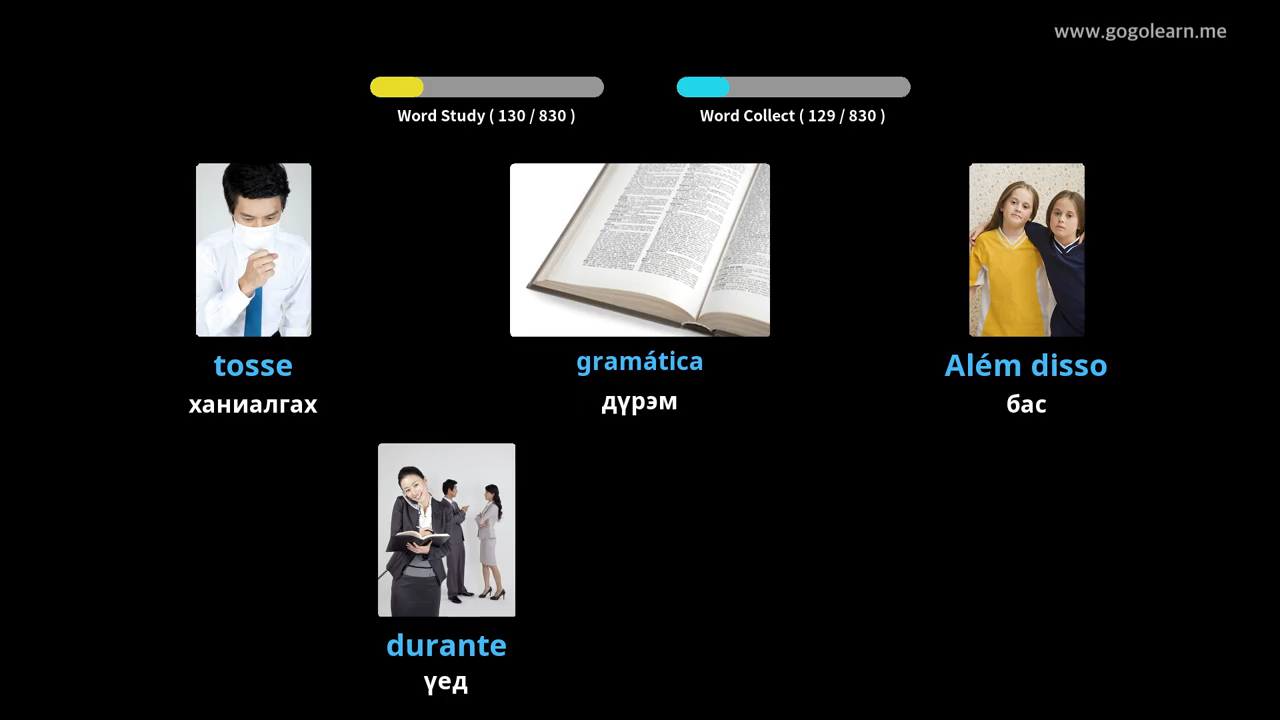 www.gogolearn.me
Word Study ( 130 / 830 )
Word Collect ( 129 / 830 )
tosse
ханиалгах
gramática
дүрэм
Além disso
бас
durante
үед